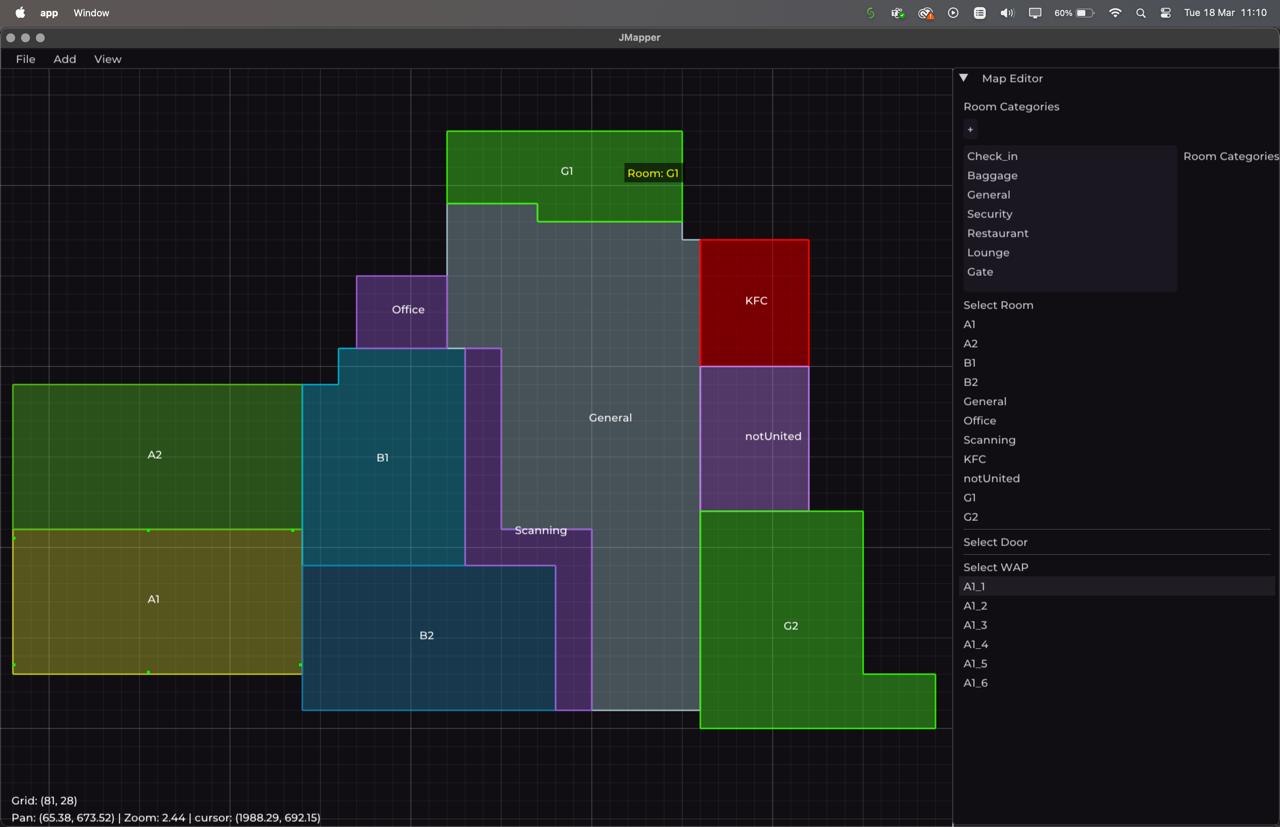 app Window 60% Tue 18 Mar 11:10
JMapper
File Add View
G1
Room: G1
KFC
Office
General
notUnited
A2
B1
Scanning
A1
G2
B2
Grid: (81, 28)
Pan: (65.38, 673.52) | Zoom: 2.44 | cursor: (1988.29, 692.15)
Map Editor
Room Categories
+
Check_in
Room Categories
Baggage
General
Security
Restaurant
Lounge
Gate
Select Room
A1
A2
B1
B2
General
Office
Scanning
KFC
notUnited
G1
G2
Select Door
Select WAP
A1_1
A1_2
A1_3
A1_4
A1_5
A1_6